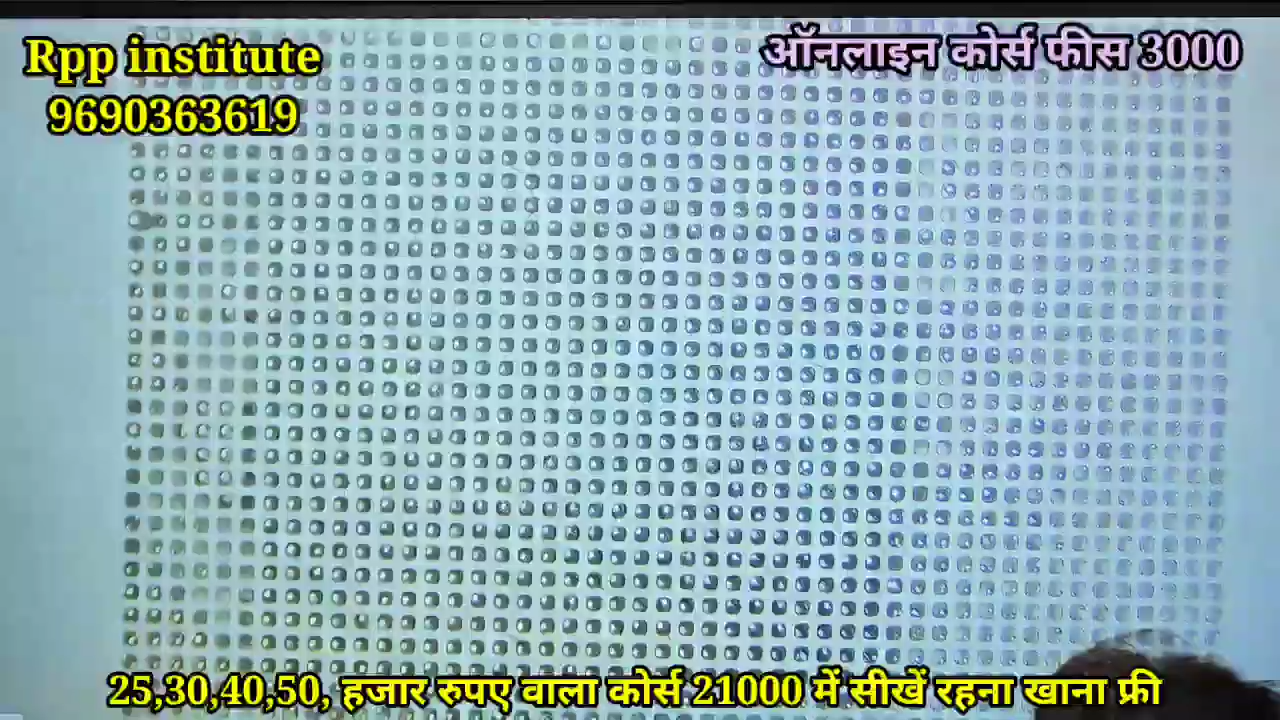 Rpp institute
9690363619
ऑनलाइन कोर्स फीस 3000
25,30,40,50, हजार रुपए वाला कोर्स 21000 में सीखें रहना खाना फ्री